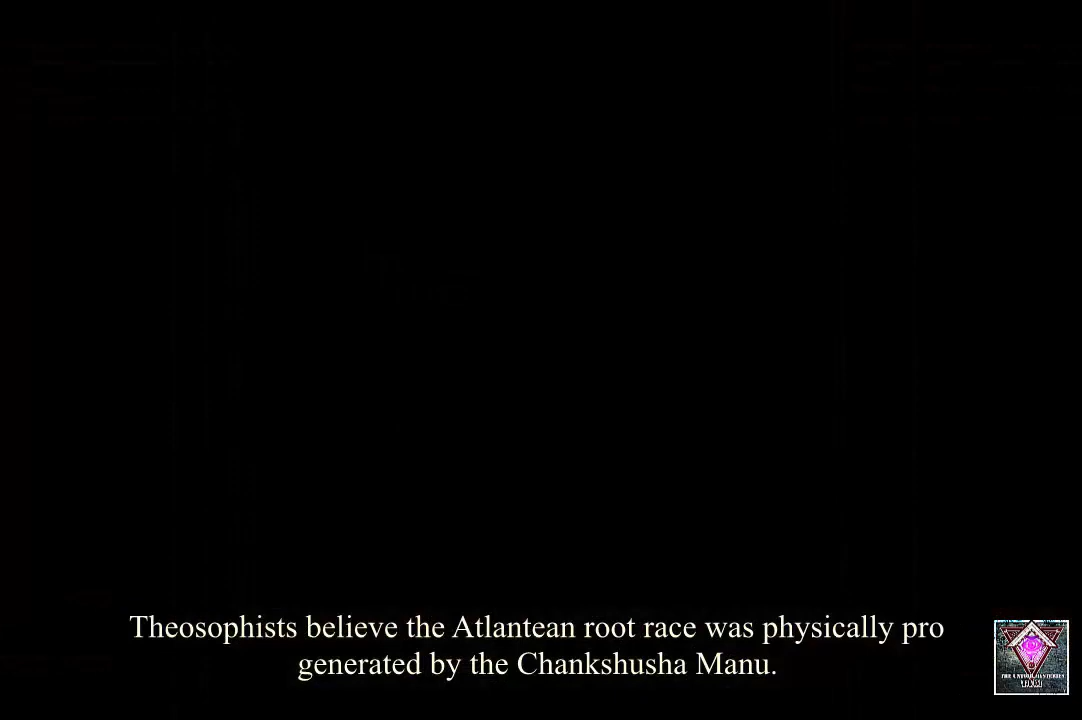 Theosophists believe the Atlantean root race was physically pro
generated by the Chankshusha Manu.